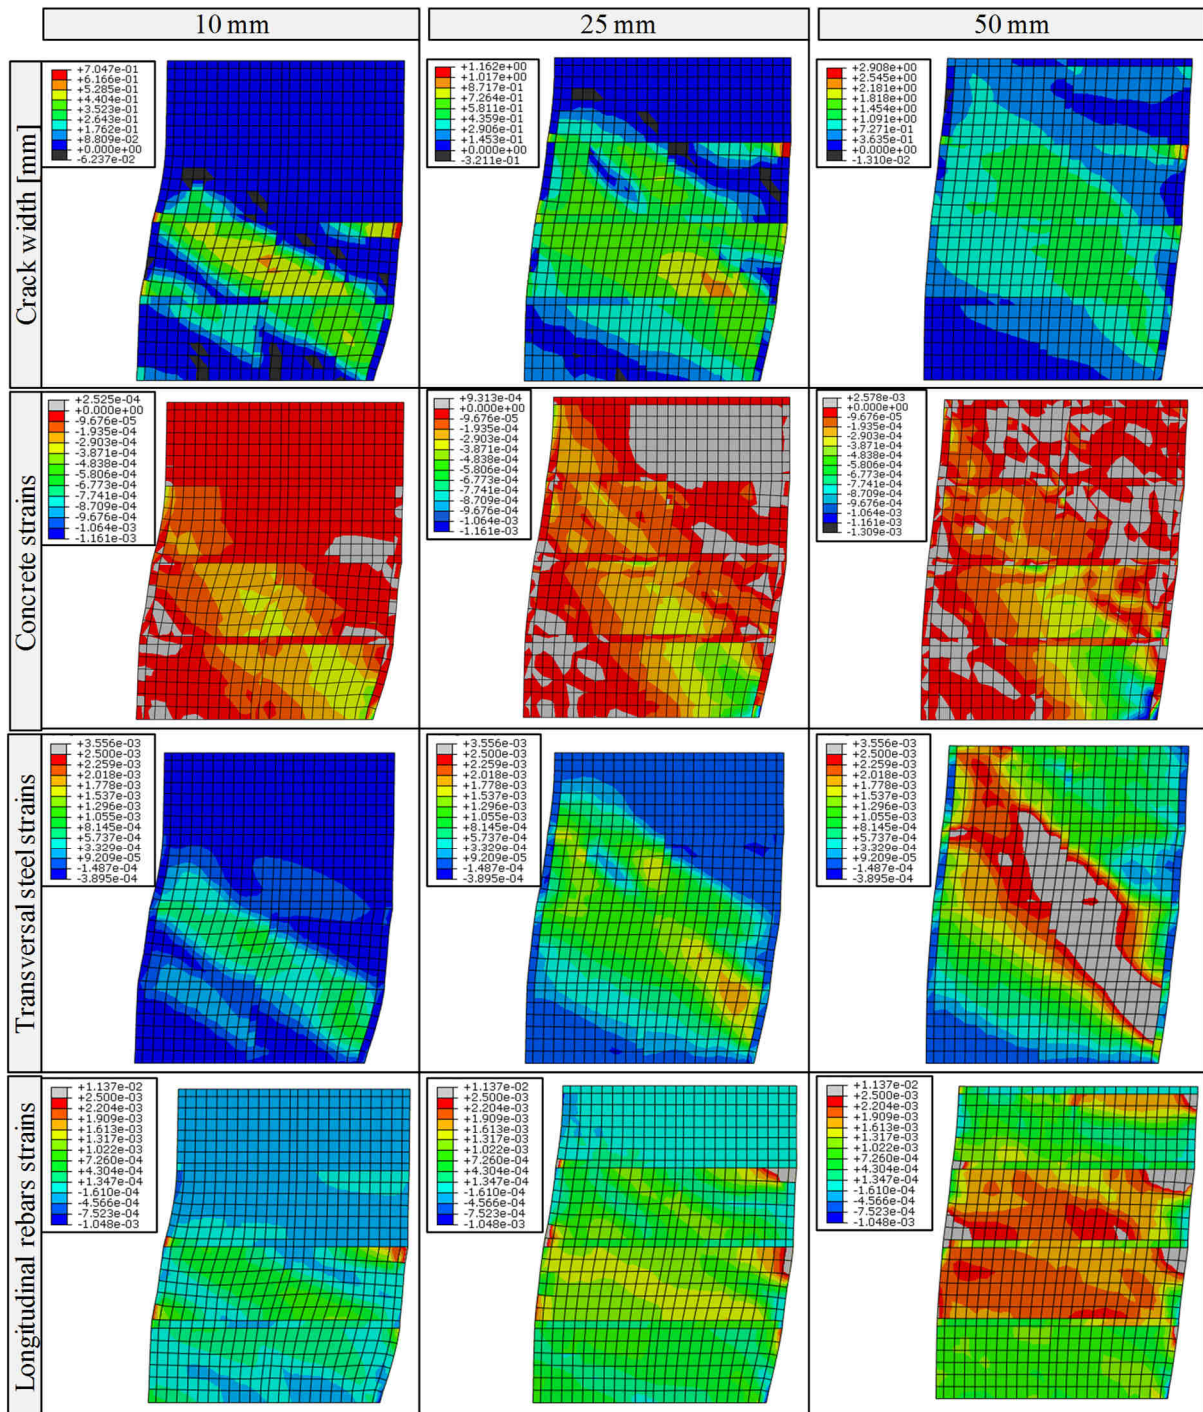 10 mm
25 mm
50 mm
Crack width [mm]
+7.047e-01
+6.166e-01
+5.285e-01
+4.404e-01
+3.523e-01
+2.643e-01
+1.762e-01
+8.809e-02
+0.000e+00
-6.237e-02
+1.162e+00
+1.017e+00
+8.717e-01
+7.264e-01
+5.811e-01
+4.359e-01
+2.906e-01
+1.453e-01
+0.000e+00
-3.211e-01
+2.908e+00
+2.545e+00
+2.181e+00
+1.818e+00
+1.454e+00
+1.091e+00
+7.271e-01
+3.635e-01
+0.000e+00
-1.310e-02
Concrete strains
+2.525e-04
+0.000e+00
-9.676e-05
-1.935e-04
-2.903e-04
-3.871e-04
-4.838e-04
-5.806e-04
-6.773e-04
-7.741e-04
-8.709e-04
-9.676e-04
-1.064e-03
-1.161e-03
+9.313e-04
+0.000e+00
-9.676e-05
-1.935e-04
-2.903e-04
-3.871e-04
-4.838e-04
-5.806e-04
-6.773e-04
-7.741e-04
-8.709e-04
-9.676e-04
-1.064e-03
-1.161e-03
+2.578e-03
+0.000e+00
-9.676e-05
-1.935e-04
-2.903e-04
-3.871e-04
-4.838e-04
-5.806e-04
-6.773e-04
-7.741e-04
-8.709e-04
-9.676e-04
-1.064e-03
-1.161e-03
-1.309e-03
Transversal steel strains
+3.556e-03
+2.500e-03
+2.259e-03
+2.018e-03
+1.778e-03
+1.537e-03
+1.296e-03
+1.055e-03
+8.145e-04
+5.737e-04
+3.329e-04
+9.209e-05
-1.487e-04
-3.895e-04
+3.556e-03
+2.500e-03
+2.259e-03
+2.018e-03
+1.778e-03
+1.537e-03
+1.296e-03
+1.055e-03
+8.145e-04
+5.737e-04
+3.329e-04
+9.209e-05
-1.487e-04
-3.895e-04
+3.556e-03
+2.500e-03
+2.259e-03
+2.018e-03
+1.778e-03
+1.537e-03
+1.296e-03
+1.055e-03
+8.145e-04
+5.737e-04
+3.329e-04
+9.209e-05
-1.487e-04
-3.895e-04
Longitudinal rebars strains
+1.137e-02
+2.500e-03
+2.204e-03
+1.909e-03
+1.613e-03
+1.317e-03
+1.022e-03
+7.260e-04
+4.304e-04
+1.347e-04
-1.610e-04
-4.566e-04
-7.523e-04
-1.048e-03
+1.137e-02
+2.500e-03
+2.204e-03
+1.909e-03
+1.613e-03
+1.317e-03
+1.022e-03
+7.260e-04
+4.304e-04
+1.347e-04
-1.610e-04
-4.566e-04
-7.523e-04
-1.048e-03
+1.137e-02
+2.500e-03
+2.204e-03
+1.909e-03
+1.613e-03
+1.317e-03
+1.022e-03
+7.260e-04
+4.304e-04
+1.347e-04
-1.610e-04
-4.566e-04
-7.523e-04
-1.048e-03